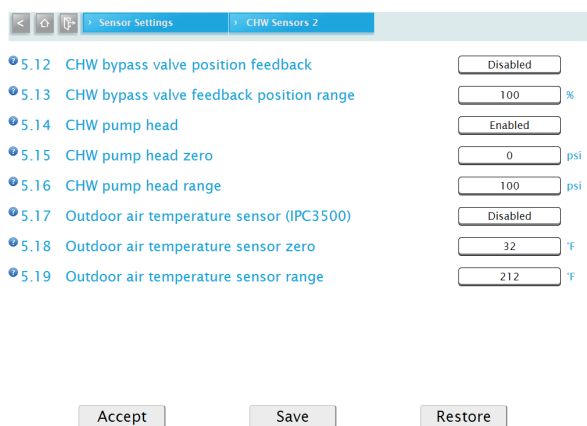 < › Sensor Settings › CHW Sensors 2
? 5.12 CHW bypass valve position feedback Disabled
? 5.13 CHW bypass valve feedback position range 100 %
? 5.14 CHW pump head Enabled
? 5.15 CHW pump head zero 0 psi
? 5.16 CHW pump head range 100 psi
? 5.17 Outdoor air temperature sensor (IPC3500) Disabled
? 5.18 Outdoor air temperature sensor zero 32 °F
? 5.19 Outdoor air temperature sensor range 212 °F
Accept Save Restore